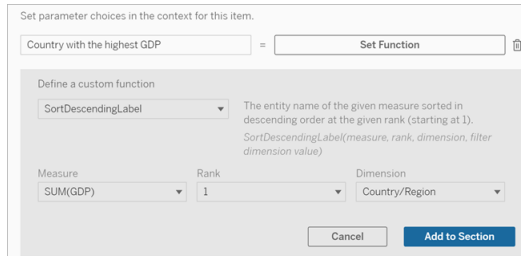 Set parameter choices in the context for this item.
Country with the highest GDP = Set Function
Define a custom function
SortDescendingLabel
The entity name of the given measure sorted in
descending order at the given rank (starting at 1).
SortDescendingLabel(measure, rank, dimension, filter
dimension value)
Measure Rank Dimension
SUM(GDP) 1 Country/Region
Cancel Add to Section